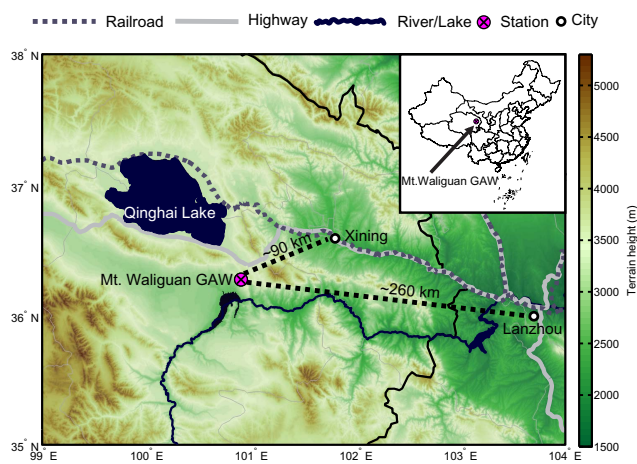 Railroad Highway River/Lake Station City
38° N
37° N
36° N
35° N
99° E 100° E 101° E 102° E 103° E 104° E
Mt.Waliguan GAW
Qinghai Lake
Xining
~90 km
Mt. Waliguan GAW
~260 km
Lanzhou
5000
4500
4000
3500
3000
2500
2000
1500
Terrain height (m)